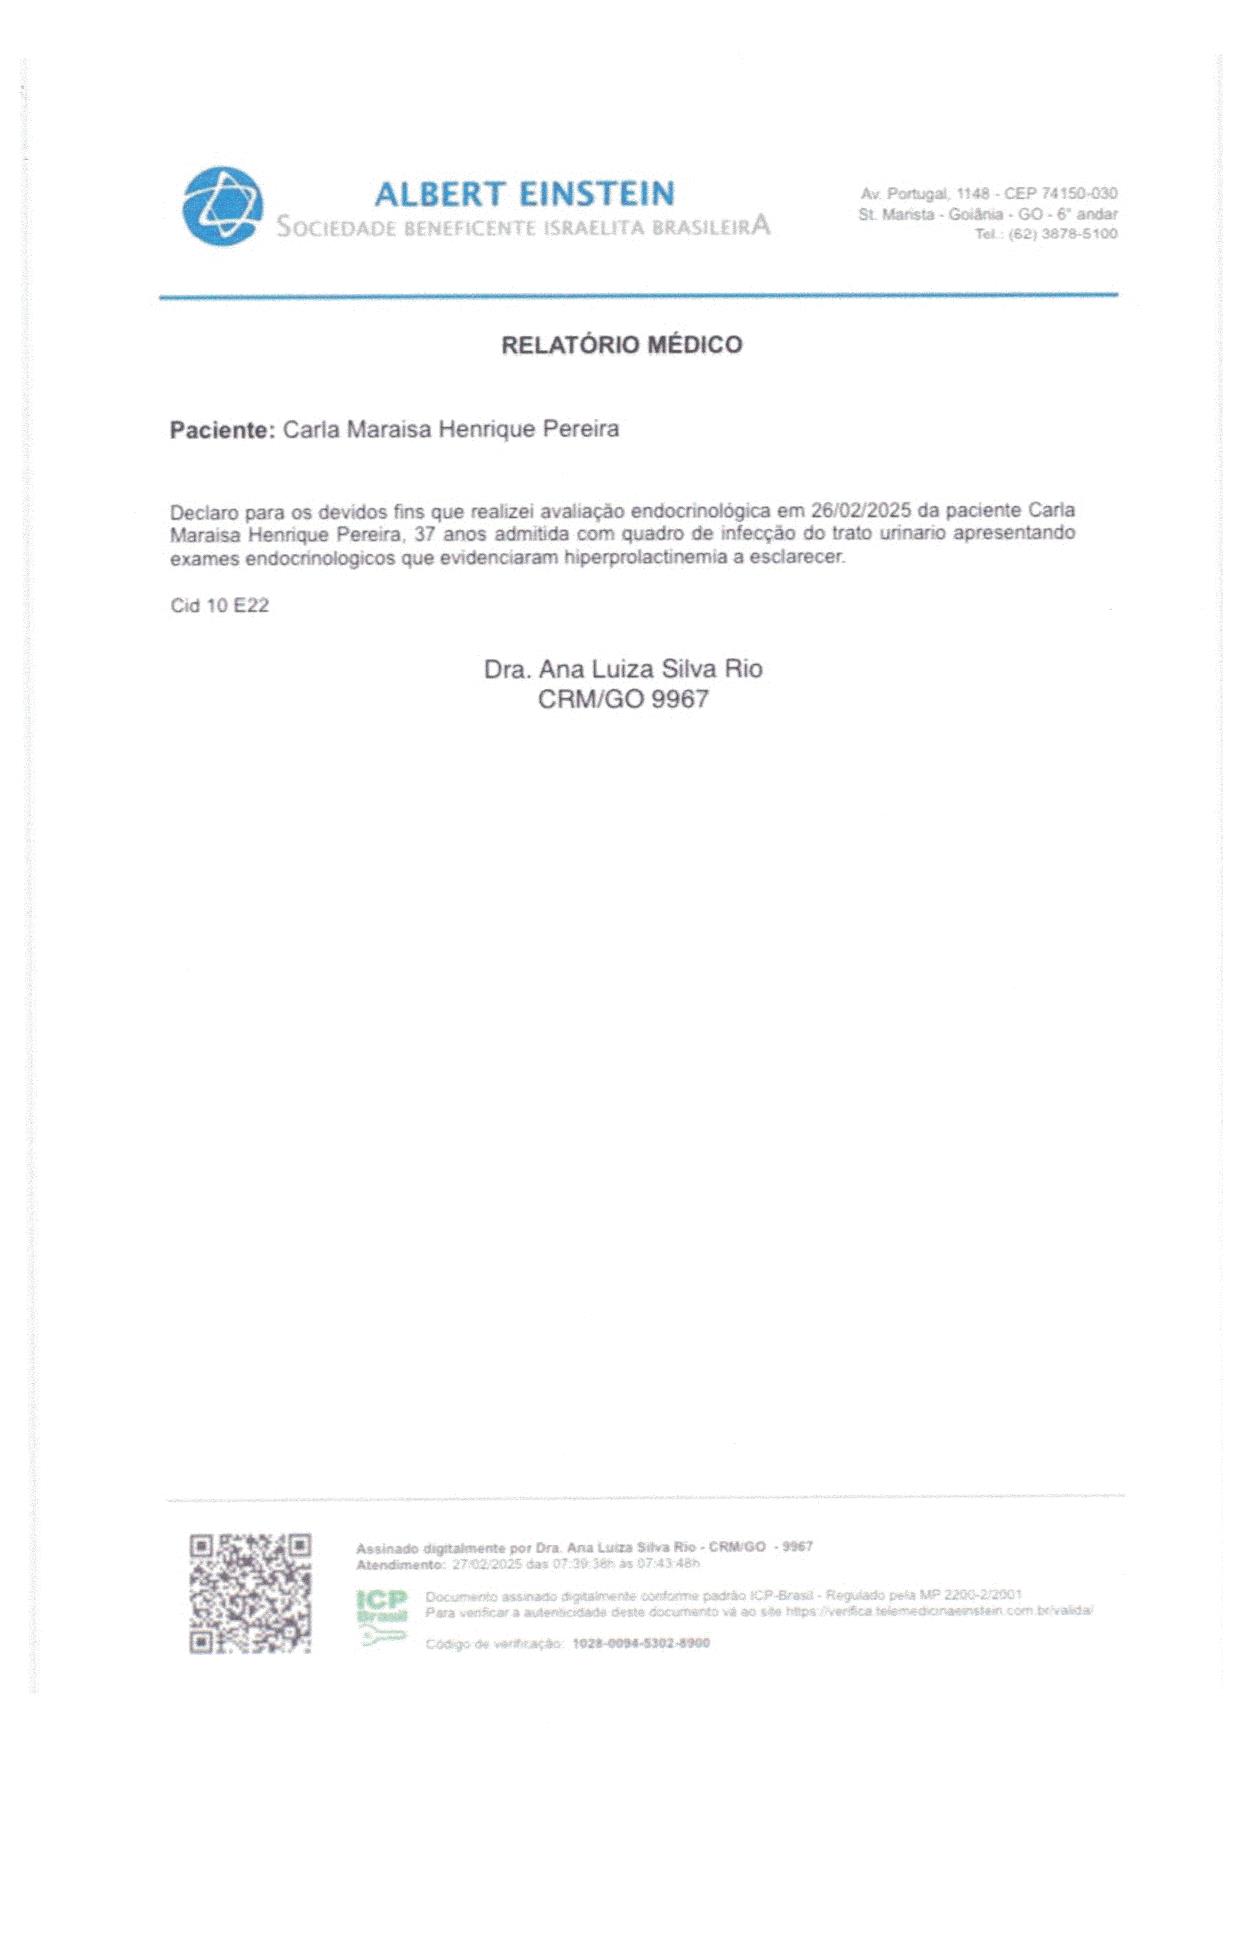 ALBERT EINSTEIN
SOCIEDADE BENEFICENTE ISRAELITA BRASILEIRA
Av. Portugal, 1148 - CEP 74150-030
St. Marista - Goiânia - GO - 6° andar
Tel.: (62) 3878-5100
RELATÓRIO MÉDICO
Paciente: Carla Maraisa Henrique Pereira
Declaro para os devidos fins que realizei avaliação endocrinológica em 26/02/2025 da paciente Carla
Maraisa Henrique Pereira, 37 anos admitida com quadro de infecção do trato urinario apresentando
exames endocrinologicos que evidenciaram hiperprolactinemia a esclarecer.
Cid 10 E22
Dra. Ana Luiza Silva Rio
CRM/GO 9967
Assinado digitalmente por Dra. Ana Luiza Silva Rio - CRM/GO - 9967
Atendimento: 27/02/2025 das 07:39:38h às 07:43:48h
ICP
Brasil
Documento assinado digitalmente conforme padrão ICP-Brasil - Regulado pela MP 2200-2/2001
Para verificar a autenticidade deste documento vá ao site https://verifica.telemedicinaeinstein.com.br/valida/
Código de verificação: 1028-0094-5302-8900